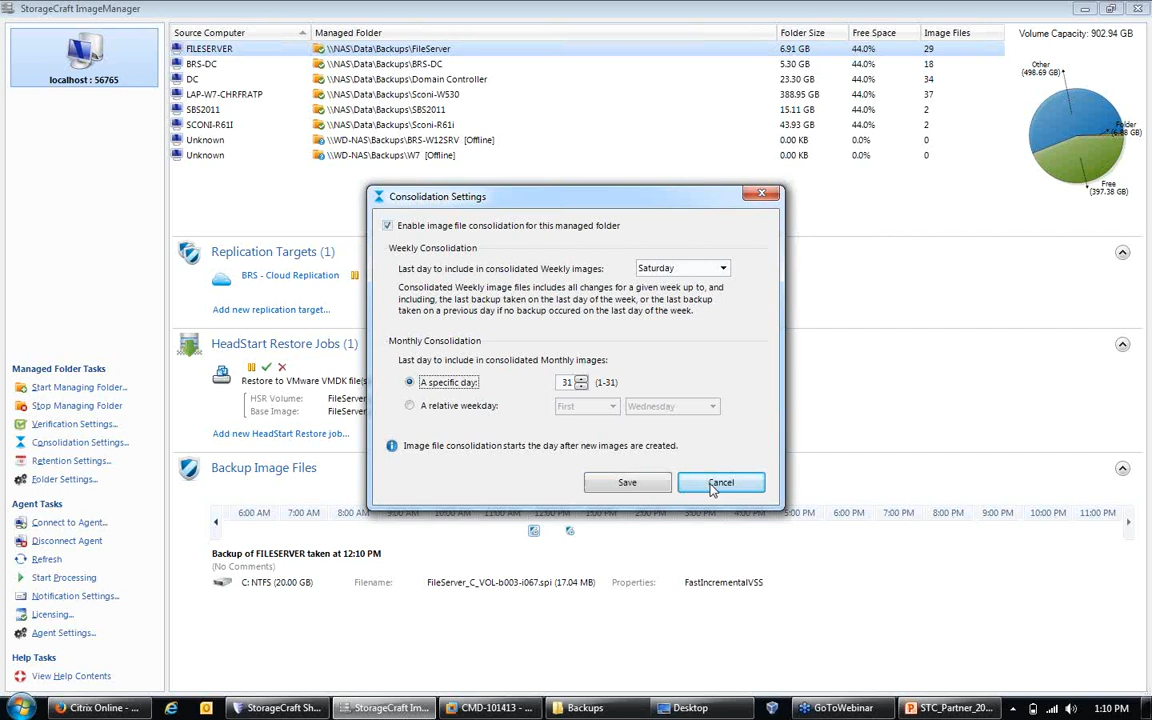 StorageCraft ImageManager
localhost : 56765
Source Computer Managed Folder Folder Size Free Space Image Files
FILESERVER \\NAS\Data\Backups\FileServer 6.91 GB 44.0% 29
BRS-DC \\NAS\Data\Backups\BRS-DC 5.30 GB 44.0% 18
DC \\NAS\Data\Backups\Domain Controller 23.30 GB 44.0% 34
LAP-W7-CHRFRATP \\NAS\Data\Backups\Sconi-W530 388.95 GB 44.0% 37
SBS2011 \\NAS\Data\Backups\SBS2011 15.11 GB 44.0% 2
SCONI-R61I \\NAS\Data\Backups\Sconi-R61i 43.93 GB 44.0% 2
Unknown \\WD-NAS\Backups\BRS-W12SRV [Offline] 0.00 KB 0.0% 0
Unknown \\WD-NAS\Backups\W7 [Offline] 0.00 KB 0.0% 0
Volume Capacity: 902.94 GB
Other
(498.69 GB)
Folder
Free
(397.38 GB)
Consolidation Settings
Enable image file consolidation for this managed folder
Weekly Consolidation
Last day to include in consolidated Weekly images: Saturday
Consolidated Weekly image files includes all changes for a given week up to, and
including, the last backup taken on the last day of the week, or the last backup
taken on a previous day if no backup occured on the last day of the week.
Monthly Consolidation
Last day to include in consolidated Monthly images:
A specific day: 31 (1-31)
A relative weekday: First Wednesday
Image file consolidation starts the day after new images are created.
Save Cancel
Replication Targets (1)
BRS - Cloud Replication
Add new replication target...
HeadStart Restore Jobs (1)
Restore to VMware VMDK file(s
HSR Volume: FileServ
Base Image: FileServ
Add new HeadStart Restore job...
Backup Image Files
6:00 AM 7:00 AM 8:00 AM 4:00 PM 5:00 PM 6:00 PM 7:00 PM 8:00 PM 9:00 PM 10:00 PM 11:00 PM
Backup of FILESERVER taken at 12:10 PM
(No Comments)
C: NTFS (20.00 GB) Filename: FileServer_C_VOL-b003-i067.spi (17.04 MB) Properties: FastIncrementalVSS
Managed Folder Tasks
Start Managing Folder...
Stop Managing Folder
Verification Settings...
Consolidation Settings...
Retention Settings...
Folder Settings...
Agent Tasks
Connect to Agent...
Disconnect Agent
Refresh
Start Processing
Notification Settings...
Licensing...
Agent Settings...
Help Tasks
View Help Contents
Citrix Online - ... StorageCraft Sh... StorageCraft Im... CMD-101413 - ... Backups Desktop GoToWebinar STC_Partner_20... 1:10 PM